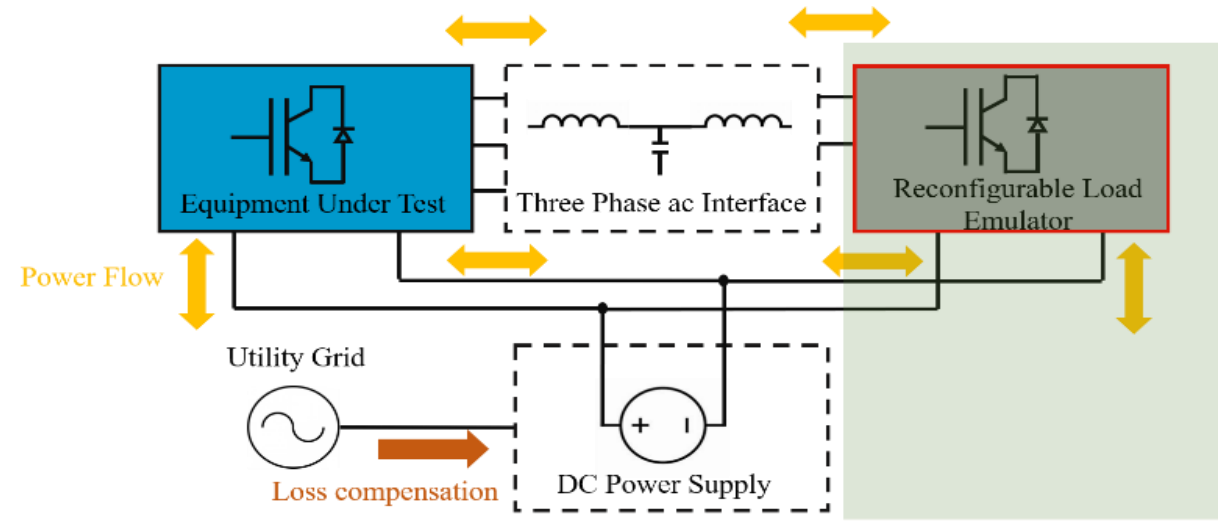 Equipment Under Test
Three Phase ac Interface
Reconfigurable Load
Emulator
Power Flow
Utility Grid
Loss compensation
DC Power Supply